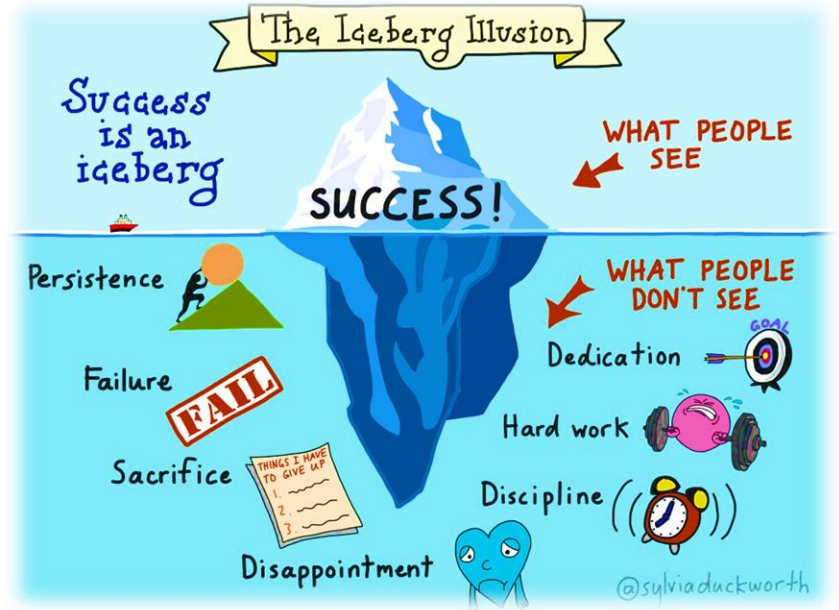 The Iceberg Illusion
Success
is an
iceberg
WHAT PEOPLE
SEE
SUCCESS!
WHAT PEOPLE
DON'T SEE
Persistence
Failure
FAIL
Sacrifice
THINGS I HAVE
TO GIVE UP
1.
2.
3.
Disappointment
Dedication
GOAL
Hard work
Discipline
@sylviaduckworth